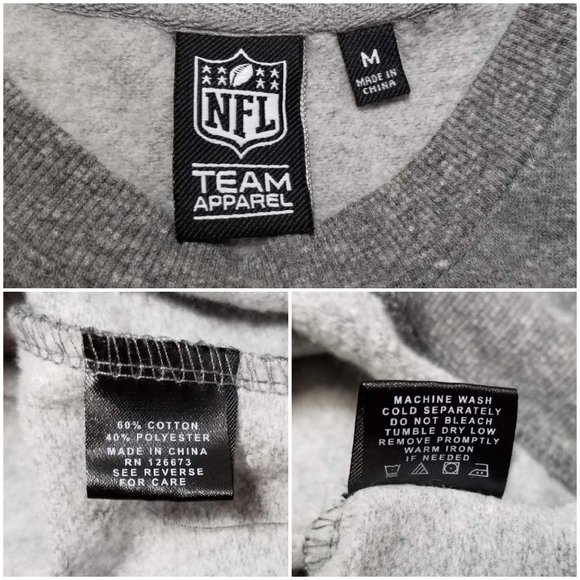 NFL
TEAM
APPAREL
M
MADE IN
CHINA
60% COTTON
40% POLYESTER
MADE IN CHINA
RN 126673
SEE REVERSE
FOR CARE
MACHINE WASH
COLD SEPARATELY
DO NOT BLEACH
TUMBLE DRY LOW
REMOVE PROMPTLY
WARM IRON
IF NEEDED